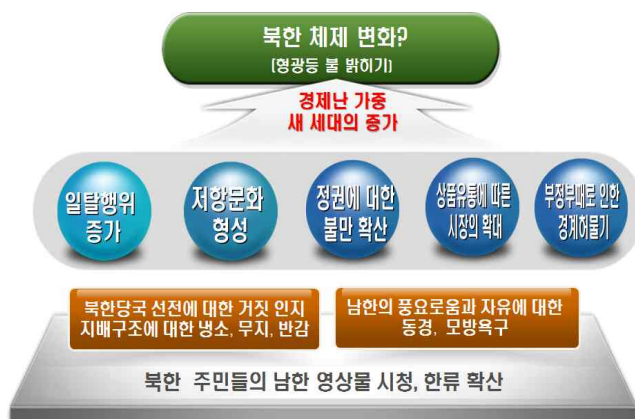 북한 체제 변화?
(형광등 불 밝히기)
경제난 가중
새 세대의 증가
일탈행위
증가
저항문화
형성
정권에 대한
불만 확산
상품유통에 따른
시장의 확대
부정부패로 인한
경계허물기
북한당국 선전에 대한 거짓 인지
지배구조에 대한 냉소, 무지, 반감
남한의 풍요로움과 자유에 대한
동경, 모방욕구
북한 주민들의 남한 영상물 시청, 한류 확산